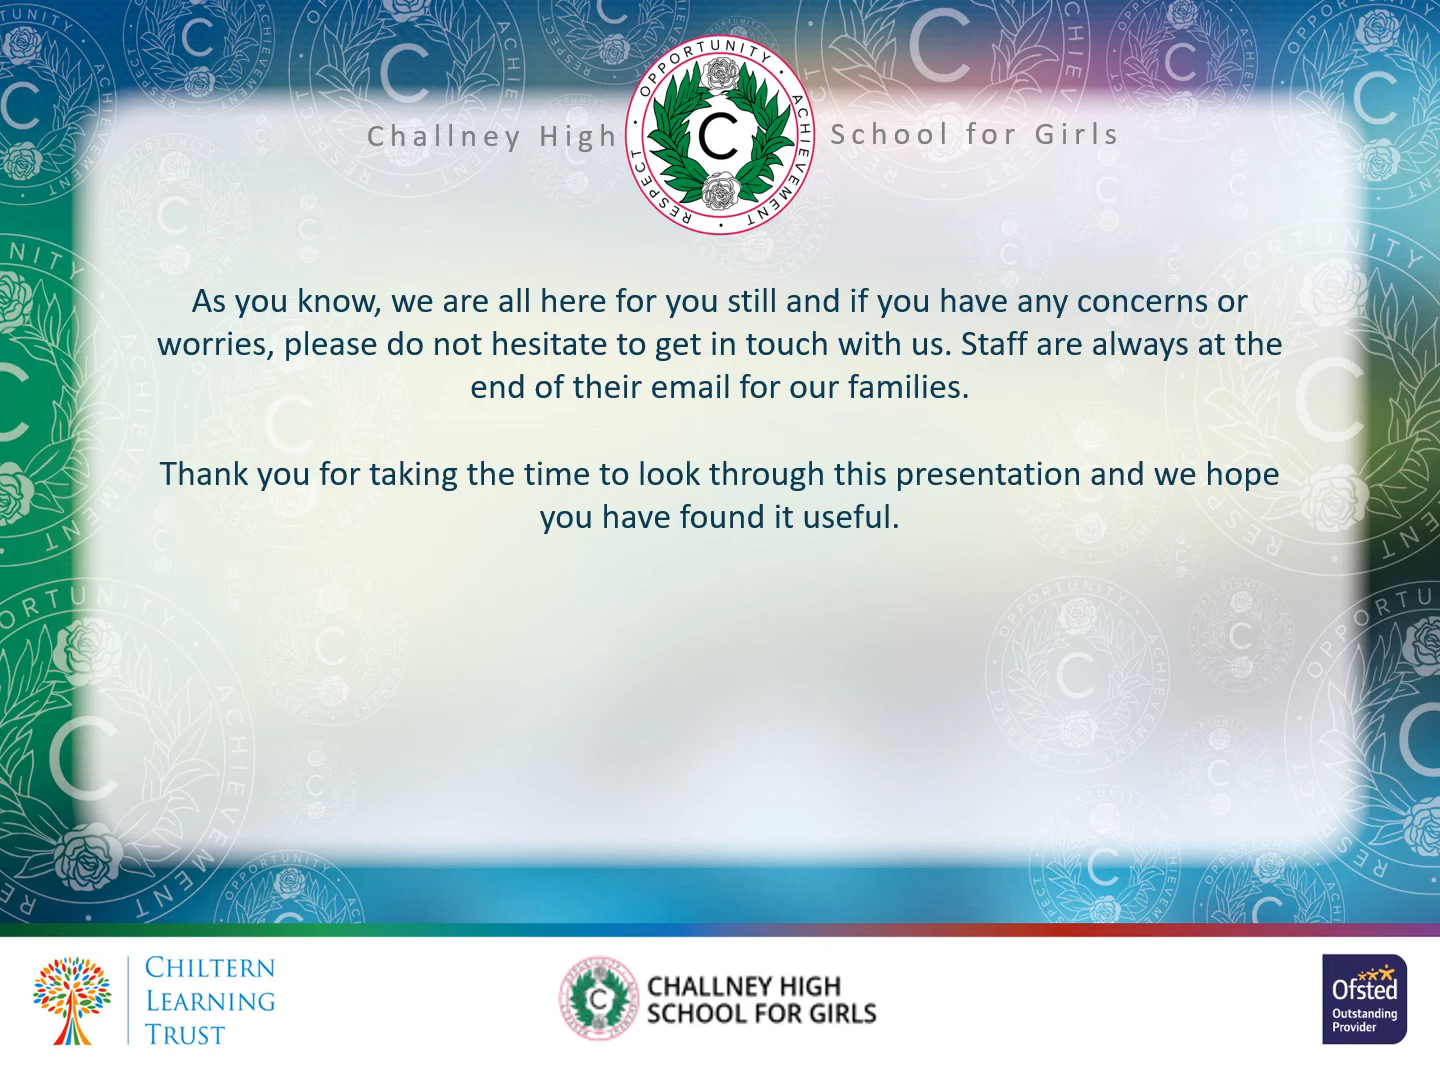 Challney High
School for Girls
OPPORTUNITY • ACHIEVEMENT • RESPECT •
C
As you know, we are all here for you still and if you have any concerns or
worries, please do not hesitate to get in touch with us. Staff are always at the
end of their email for our families.
Thank you for taking the time to look through this presentation and we hope
you have found it useful.
CHILTERN
LEARNING
TRUST
C
CHALLNEY HIGH
SCHOOL FOR GIRLS
Ofsted
Outstanding
Provider